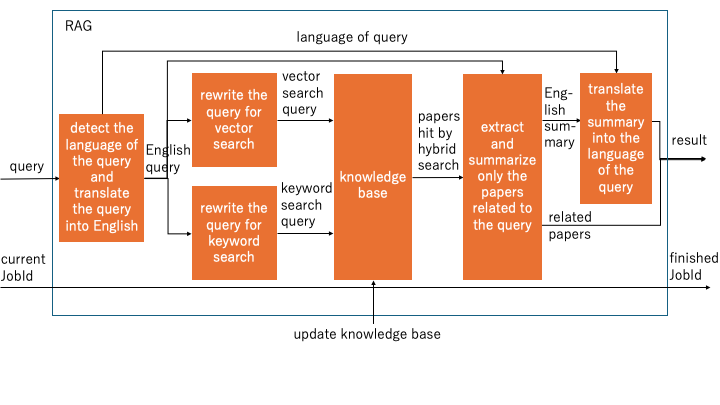 RAG
language of query
query
detect the
language of
the query
and
translate
the query
into English
English
query
rewrite the
query for
vector
search
vector
search
query
rewrite the
query for
keyword
search
keyword
search
query
knowledge
base
papers
hit by
hybrid
search
extract
and
summarize
only the
papers
related to
the query
Eng-
lish
sum-
mary
translate
the
summary
into the
language
of the
query
related
papers
result
current
JobId
finished
JobId
update knowledge base